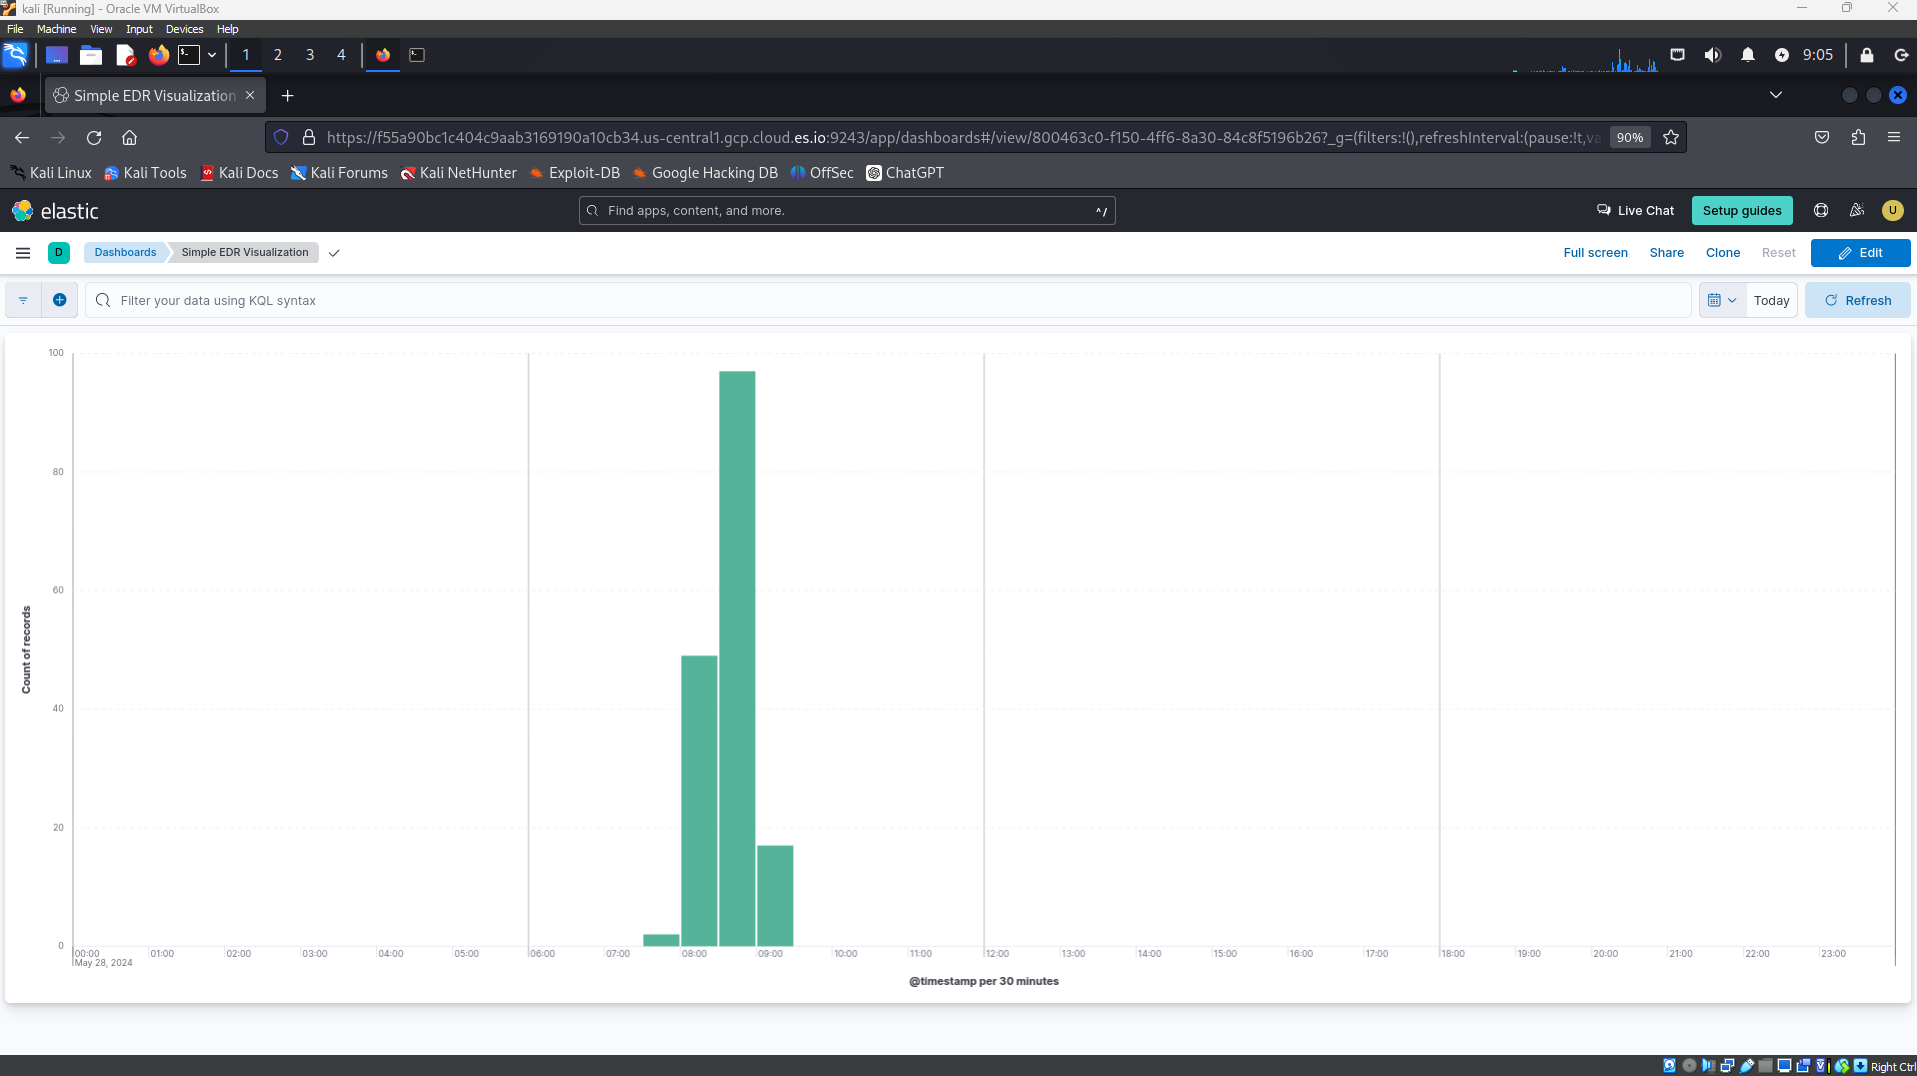 kali [Running] - Oracle VM VirtualBox
File Machine View Input Devices Help
1 2 3 4 9:05
Simple EDR Visualization
https://f55a90bc1c404c9aab3169190a10cb34.us-central1.gcp.cloud.es.io:9243/app/dashboards#/view/800463c0-f150-4ff6-8a30-84c8f5196b26?_g=(filters:!(),refreshInterval:(pause:!t,va 90%
Kali Linux Kali Tools Kali Docs Kali Forums Kali NetHunter Exploit-DB Google Hacking DB OffSec ChatGPT
elastic Find apps, content, and more. ^/ Live Chat Setup guides U
D Dashboards Simple EDR Visualization Full screen Share Clone Reset Edit
Filter your data using KQL syntax Today Refresh
100
80
60
40
20
0
Count of records
00:00 01:00 02:00 03:00 04:00 05:00 06:00 07:00 08:00 09:00 10:00 11:00 12:00 13:00 14:00 15:00 16:00 17:00 18:00 19:00 20:00 21:00 22:00 23:00
May 28, 2024
@timestamp per 30 minutes
Right Ctrl